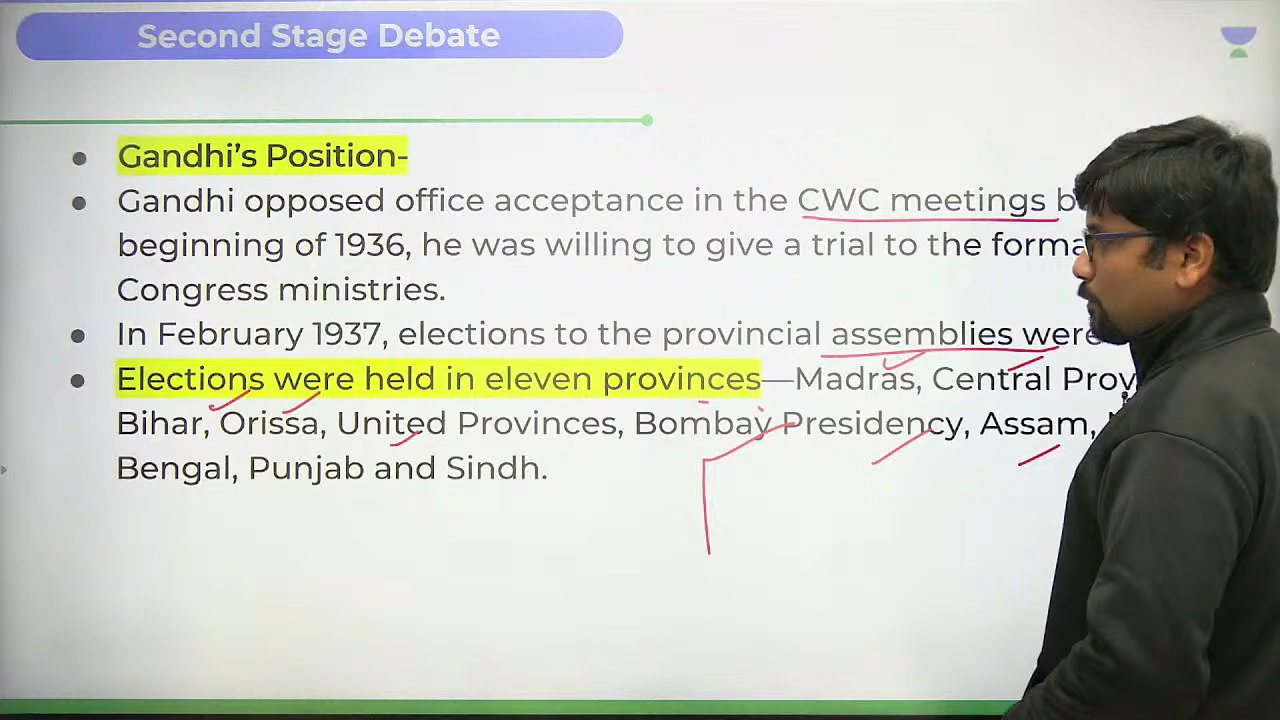 Second Stage Debate
Gandhi's Position-
Gandhi opposed office acceptance in the CWC meetings
beginning of 1936, he was willing to give a trial to the
Congress ministries.
In February 1937, elections to the provincial assemblies were
Elections were held in eleven provinces—Madras, Central
Bihar, Orissa, United Provinces, Bombay Presidency, Assam,
Bengal, Punjab and Sindh.